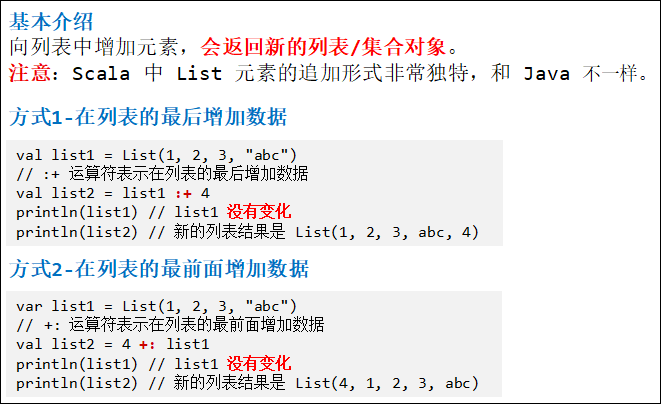 基本介绍
向列表中增加元素，会返回新的列表/集合对象。
注意：Scala 中 List 元素的追加形式非常独特，和 Java 不一样。
方式1-在列表的最后增加数据
val list1 = List(1, 2, 3, "abc")
// :+ 运算符表示在列表的最后增加数据
val list2 = list1 :+ 4
println(list1) // list1 没有变化
println(list2) // 新的列表结果是 List(1, 2, 3, abc, 4)
方式2-在列表的最前面增加数据
var list1 = List(1, 2, 3, "abc")
// +: 运算符表示在列表的最前面增加数据
val list2 = 4 +: list1
println(list1) // list1 没有变化
println(list2) // 新的列表结果是 List(4, 1, 2, 3, abc)